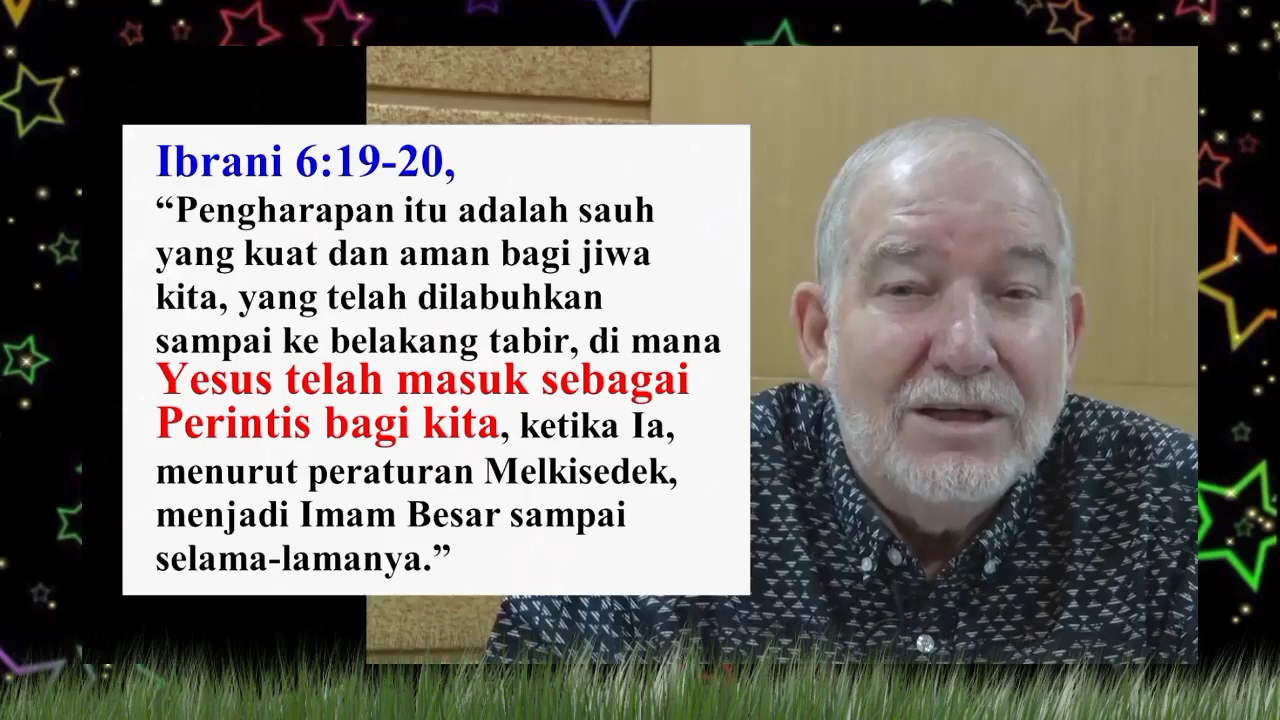 Ibrani 6:19-20,
“Pengharapan itu adalah sauh
yang kuat dan aman bagi jiwa
kita, yang telah dilabuhkan
sampai ke belakang tabir, di mana
Yesus telah masuk sebagai
Perintis bagi kita, ketika Ia,
menurut peraturan Melkisedek,
menjadi Imam Besar sampai
selama-lamanya.”